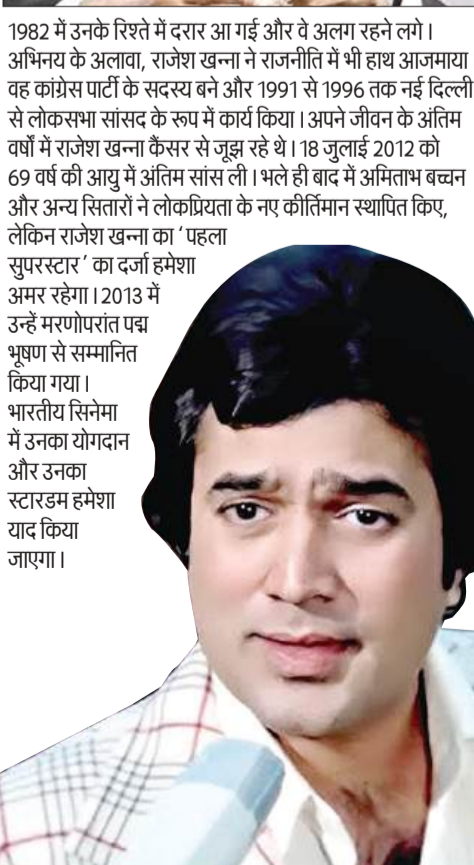 1982 में उनके रिश्ते में दरार आ गई और वे अलग रहने लगे।
अभिनय के अलावा, राजेश खन्ना ने राजनीति में भी हाथ आजमाया
वह कांग्रेस पार्टी के सदस्य बने और 1991 से 1996 तक नई दिल्ली
से लोकसभा सांसद के रूप में कार्य किया। अपने जीवन के अंतिम
वर्षों में राजेश खन्ना कैंसर से जूझ रहे थे। 18 जुलाई 2012 को
69 वर्ष की आयु में अंतिम सांस ली। भले ही बाद में अमिताभ बच्चन
और अन्य सितारों ने लोकप्रियता के नए कीर्तिमान स्थापित किए,
लेकिन राजेश खन्ना का ‘पहला
सुपरस्टार’ का दर्जा हमेशा
अमर रहेगा। 2013 में
उन्हें मरणोपरांत पद्म
भूषण से सम्मानित
किया गया।
भारतीय सिनेमा
में उनका योगदान
और उनका
स्टारडम हमेशा
याद किया
जाएगा।